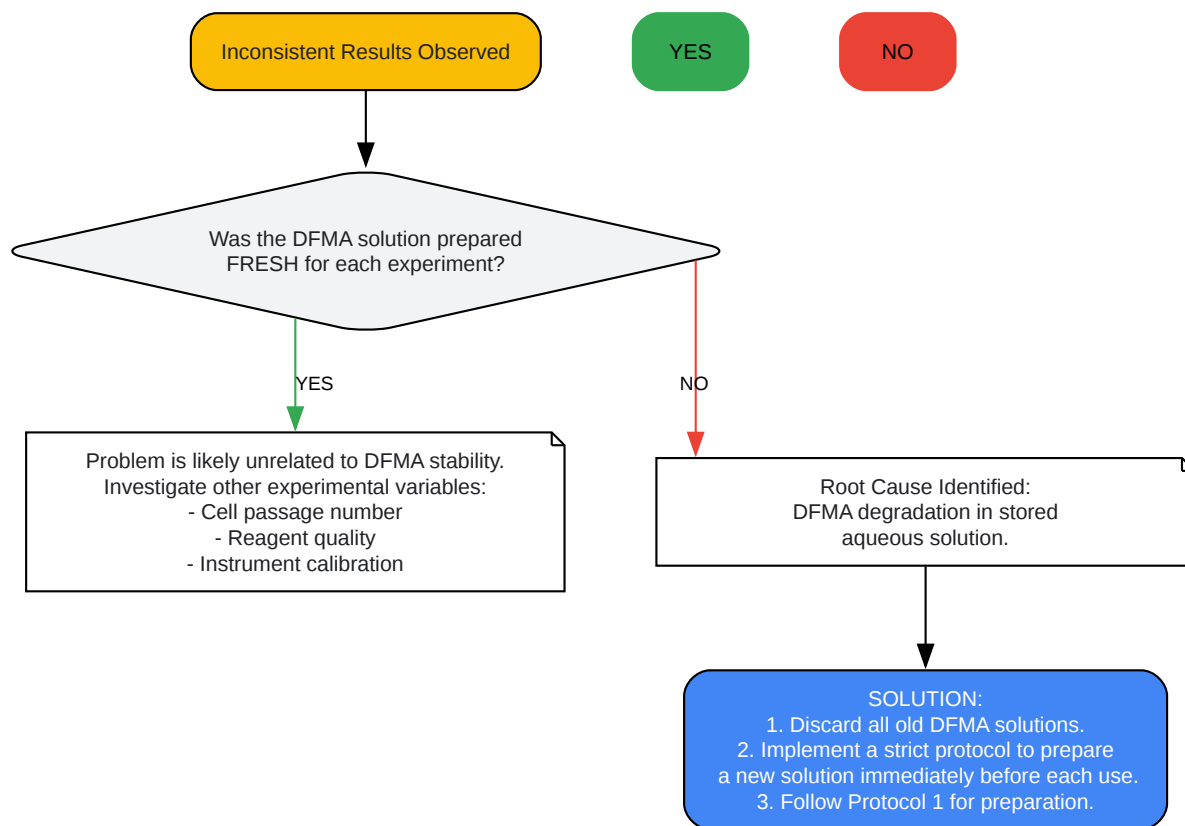 Inconsistent Results Observed
YES
NO
Was the DFMA solution prepared
FRESH for each experiment?
YES
NO
Problem is likely unrelated to DFMA stability.
Investigate other experimental variables:
- Cell passage number
- Reagent quality
- Instrument calibration
Root Cause Identified:
DFMA degradation in stored
aqueous solution.
SOLUTION:
1. Discard all old DFMA solutions.
2. Implement a strict protocol to prepare
a new solution immediately before each use.
3. Follow Protocol 1 for preparation.